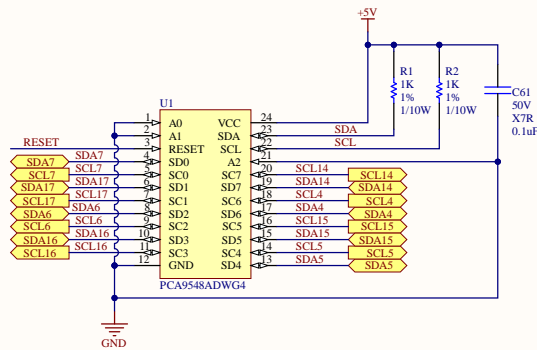 +5V
R1
1K
1%
1/10W
R2
1K
1%
1/10W
C61
50V
X7R
0.1uF
U1
1 A0 VCC 24
2 A1 SDA 23 SDA
RESET 3 RESET SCL 22 SCL
SDA7 SDA7 4 SD0 A2 21
SCL7 SCL7 5 SC0 SC7 20 SCL14 SCL14
SDA17 SDA17 6 SD1 SD7 19 SDA14 SDA14
SCL17 SCL17 7 SC1 SC6 18 SCL4 SCL4
SDA6 SDA6 8 SD2 SD6 17 SDA4 SDA4
SCL6 SCL6 9 SC2 SC5 16 SCL15 SCL15
SDA16 SDA16 10 SD3 SD5 15 SDA15 SDA15
SCL16 SCL16 11 SC3 SC4 14 SCL5 SCL5
12 GND SD4 13 SDA5 SDA5
PCA9548ADWG4
GND